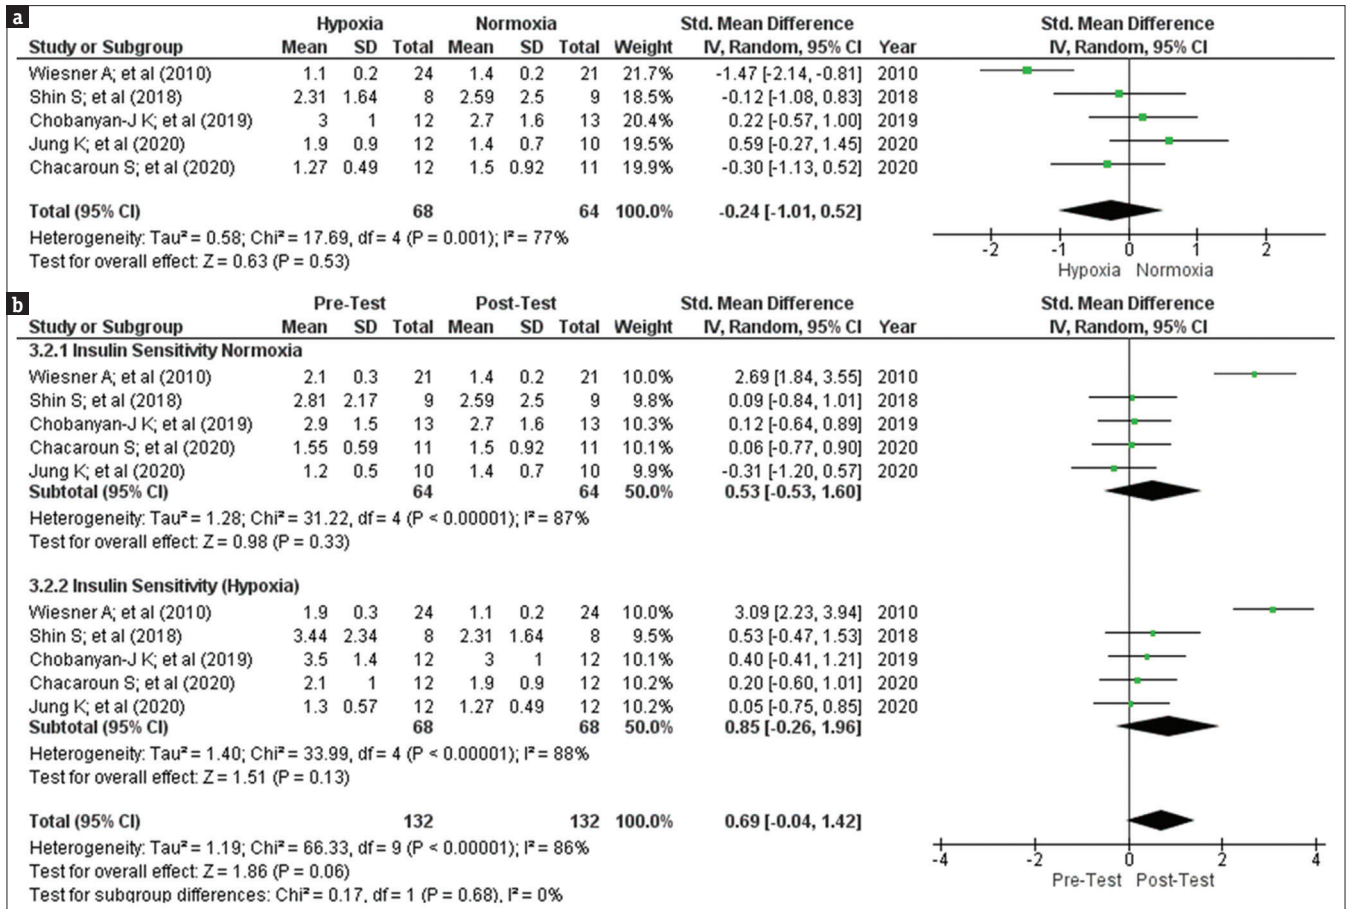 a
Hypoxia Normoxia Std. Mean Difference Std. Mean Difference
Study or Subgroup Mean SD Total Mean SD Total Weight IV, Random, 95% CI Year IV, Random, 95% CI
Wiesner A; et al (2010) 1.1 0.2 24 1.4 0.2 21 21.7% -1.47 [-2.14, -0.81] 2010
Shin S; et al (2018) 2.31 1.64 8 2.59 2.5 9 18.5% -0.12 [-1.08, 0.83] 2018
Chobanyan-J K; et al (2019) 3 1 12 2.7 1.6 13 20.4% 0.22 [-0.57, 1.00] 2019
Jung K; et al (2020) 1.9 0.9 12 1.4 0.7 10 19.5% 0.59 [-0.27, 1.45] 2020
Chacaroun S; et al (2020) 1.27 0.49 12 1.5 0.92 11 19.9% -0.30 [-1.13, 0.52] 2020
Total (95% CI) 68 64 100.0% -0.24 [-1.01, 0.52]
Heterogeneity: Tau² = 0.58; Chi² = 17.69, df = 4 (P = 0.001); I² = 77%
Test for overall effect: Z = 0.63 (P = 0.53)
-2 -1 0 1 2
Hypoxia Normoxia
b
Pre-Test Post-Test Std. Mean Difference Std. Mean Difference
Study or Subgroup Mean SD Total Mean SD Total Weight IV, Random, 95% CI Year IV, Random, 95% CI
3.2.1 Insulin Sensitivity Normoxia
Wiesner A; et al (2010) 2.1 0.3 21 1.4 0.2 21 10.0% 2.69 [1.84, 3.55] 2010
Shin S; et al (2018) 2.81 2.17 9 2.59 2.5 9 9.8% 0.09 [-0.84, 1.01] 2018
Chobanyan-J K; et al (2019) 2.9 1.5 13 2.7 1.6 13 10.3% 0.12 [-0.64, 0.89] 2019
Chacaroun S; et al (2020) 1.55 0.59 11 1.5 0.92 11 10.1% 0.06 [-0.77, 0.90] 2020
Jung K; et al (2020) 1.2 0.5 10 1.4 0.7 10 9.9% -0.31 [-1.20, 0.57] 2020
Subtotal (95% CI) 64 64 50.0% 0.53 [-0.53, 1.60]
Heterogeneity: Tau² = 1.28; Chi² = 31.22, df = 4 (P < 0.00001); I² = 87%
Test for overall effect: Z = 0.98 (P = 0.33)
3.2.2 Insulin Sensitivity (Hypoxia)
Wiesner A; et al (2010) 1.9 0.3 24 1.1 0.2 24 10.0% 3.09 [2.23, 3.94] 2010
Shin S; et al (2018) 3.44 2.34 8 2.31 1.64 8 9.5% 0.53 [-0.47, 1.53] 2018
Chobanyan-J K; et al (2019) 3.5 1.4 12 3 1 12 10.1% 0.40 [-0.41, 1.21] 2019
Chacaroun S; et al (2020) 2.1 1 12 1.9 0.9 12 10.2% 0.20 [-0.60, 1.01] 2020
Jung K; et al (2020) 1.3 0.57 12 1.27 0.49 12 10.2% 0.05 [-0.75, 0.85] 2020
Subtotal (95% CI) 68 68 50.0% 0.85 [-0.26, 1.96]
Heterogeneity: Tau² = 1.40; Chi² = 33.99, df = 4 (P < 0.00001); I² = 88%
Test for overall effect: Z = 1.51 (P = 0.13)
Total (95% CI) 132 132 100.0% 0.69 [-0.04, 1.42]
Heterogeneity: Tau² = 1.19; Chi² = 66.33, df = 9 (P < 0.00001); I² = 86%
Test for overall effect: Z = 1.86 (P = 0.06)
Test for subgroup differences: Chi² = 0.17, df = 1 (P = 0.68), I² = 0%
-4 -2 0 2 4
Pre-Test Post-Test